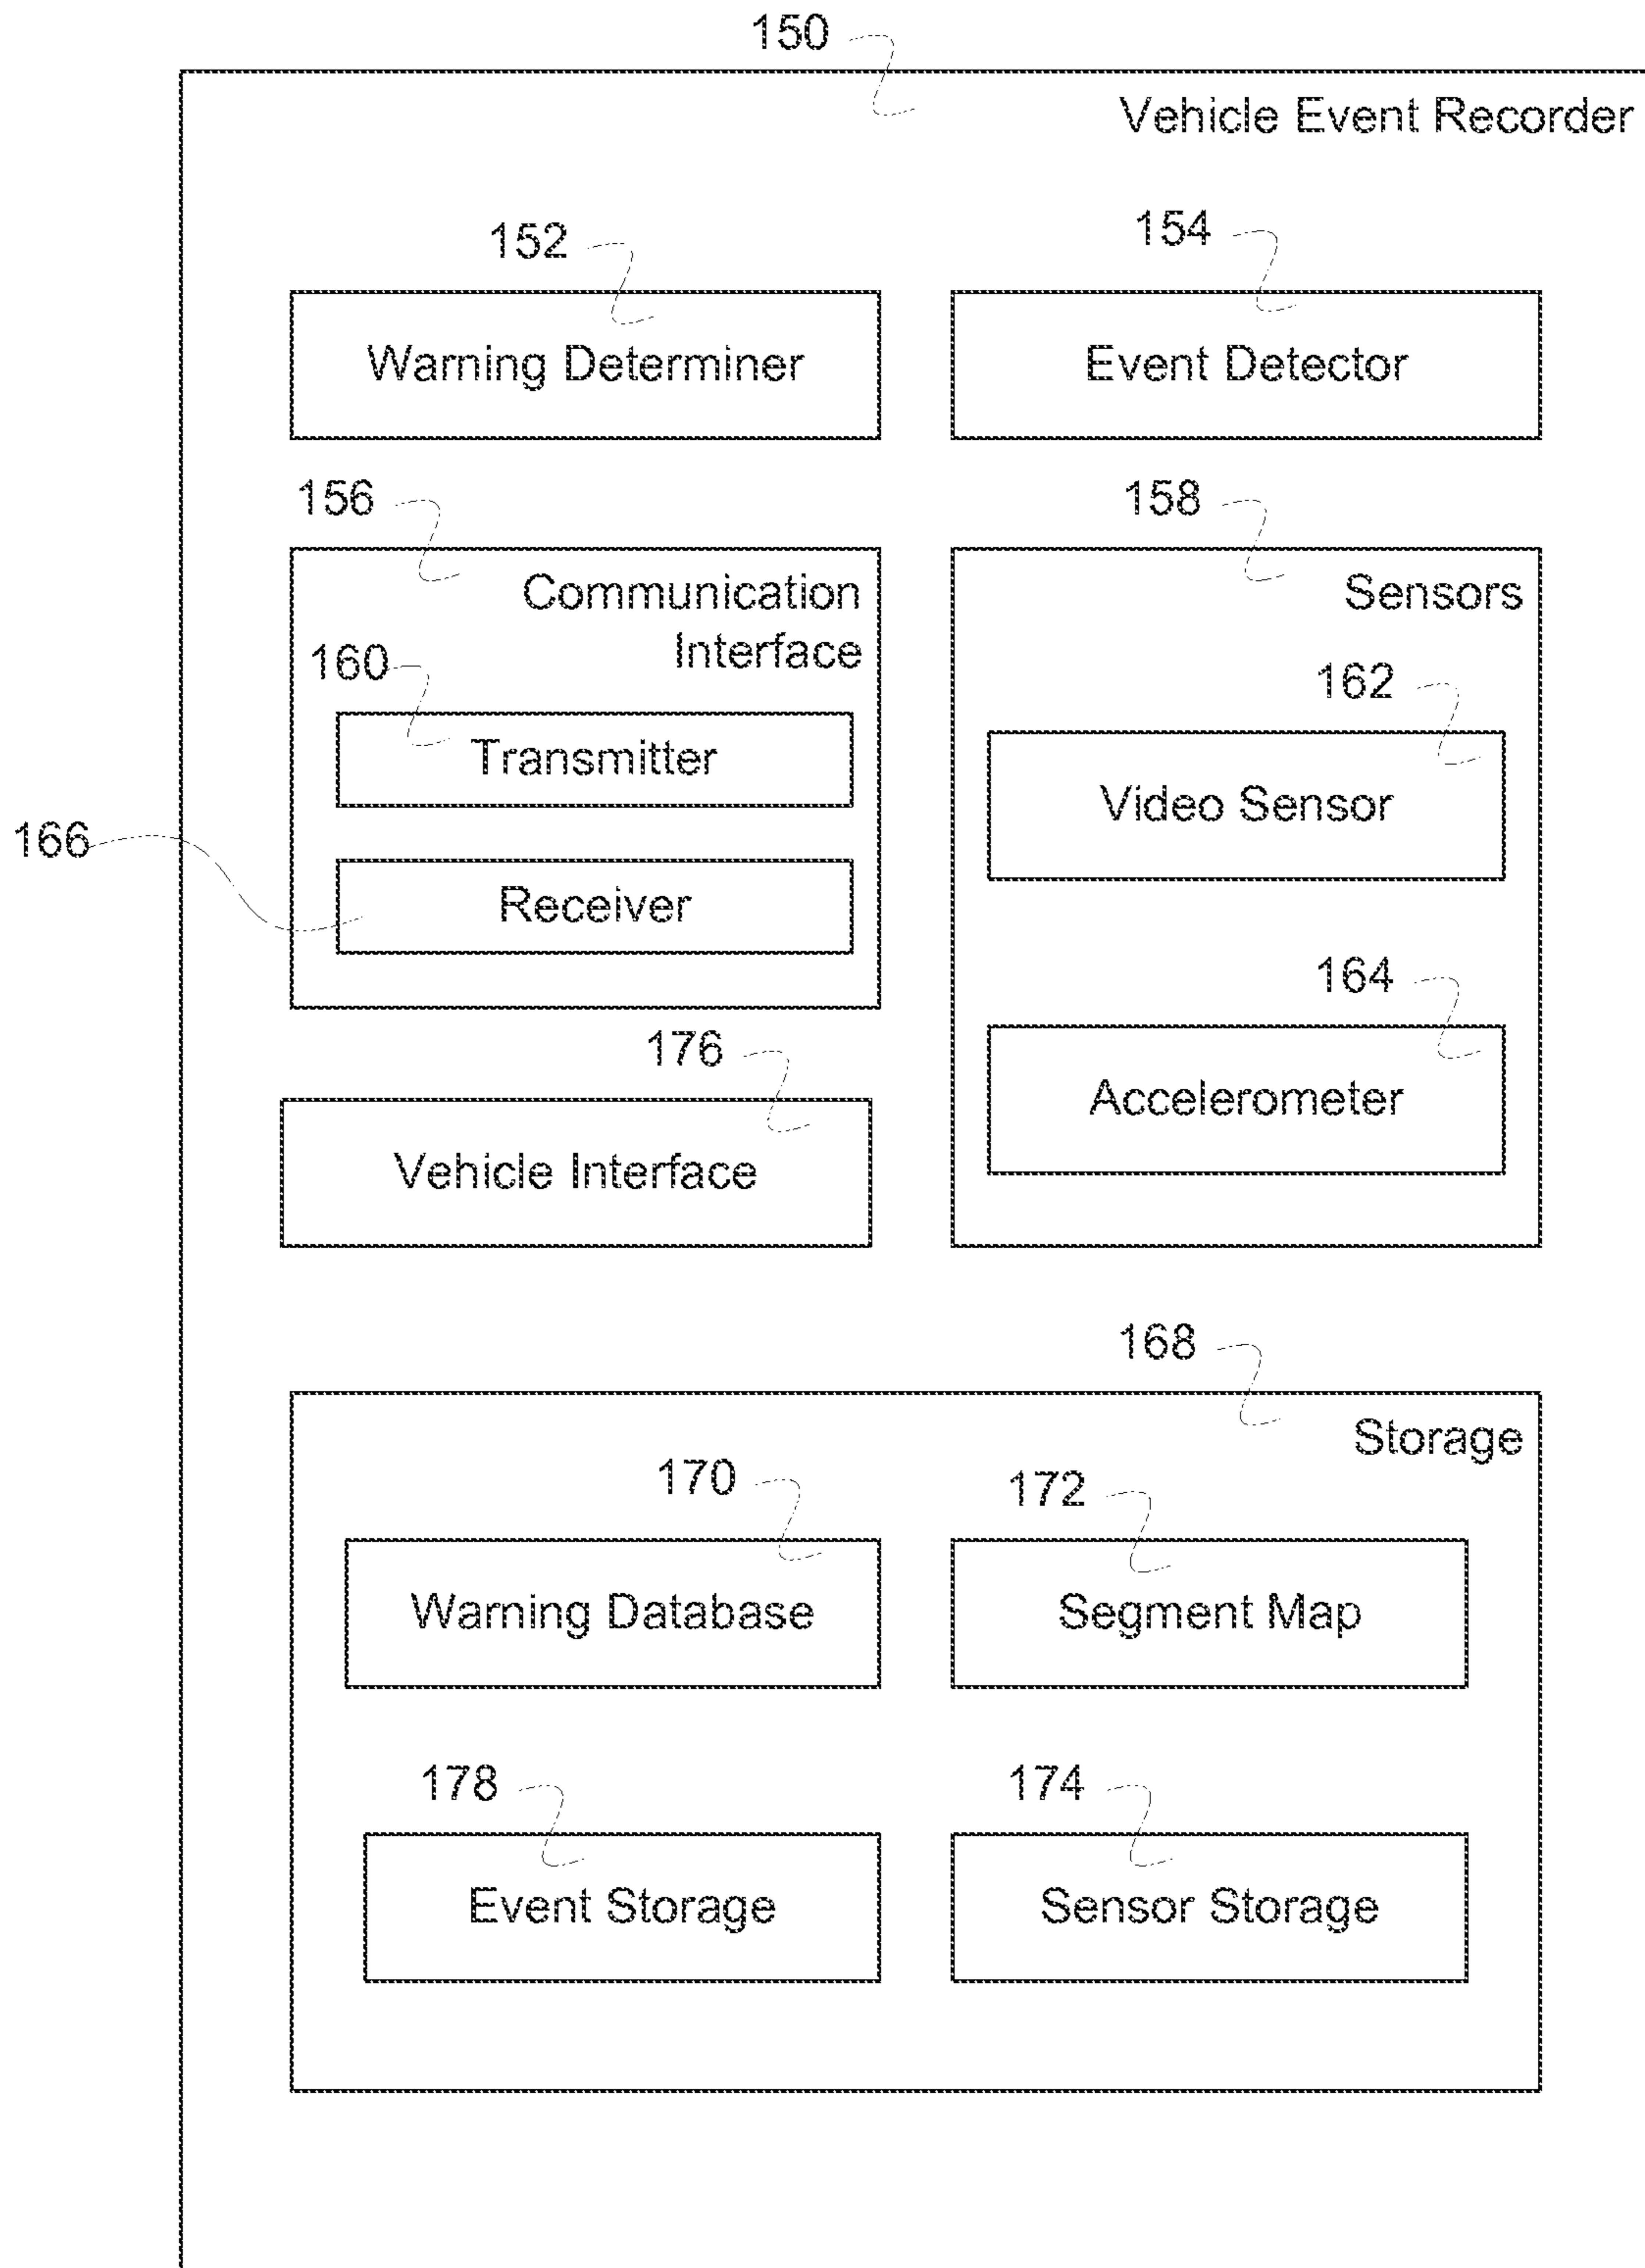 150
Vehicle Event Recorder
152
154
Warning Determiner
Event Detector
156
158
Communication
Interface
Sensors
160
162
Transmitter
Video Sensor
166
Receiver
164
176
Accelerometer
Vehicle Interface
168
Storage
170
172
Warning Database
Segment Map
178
174
Event Storage
Sensor Storage